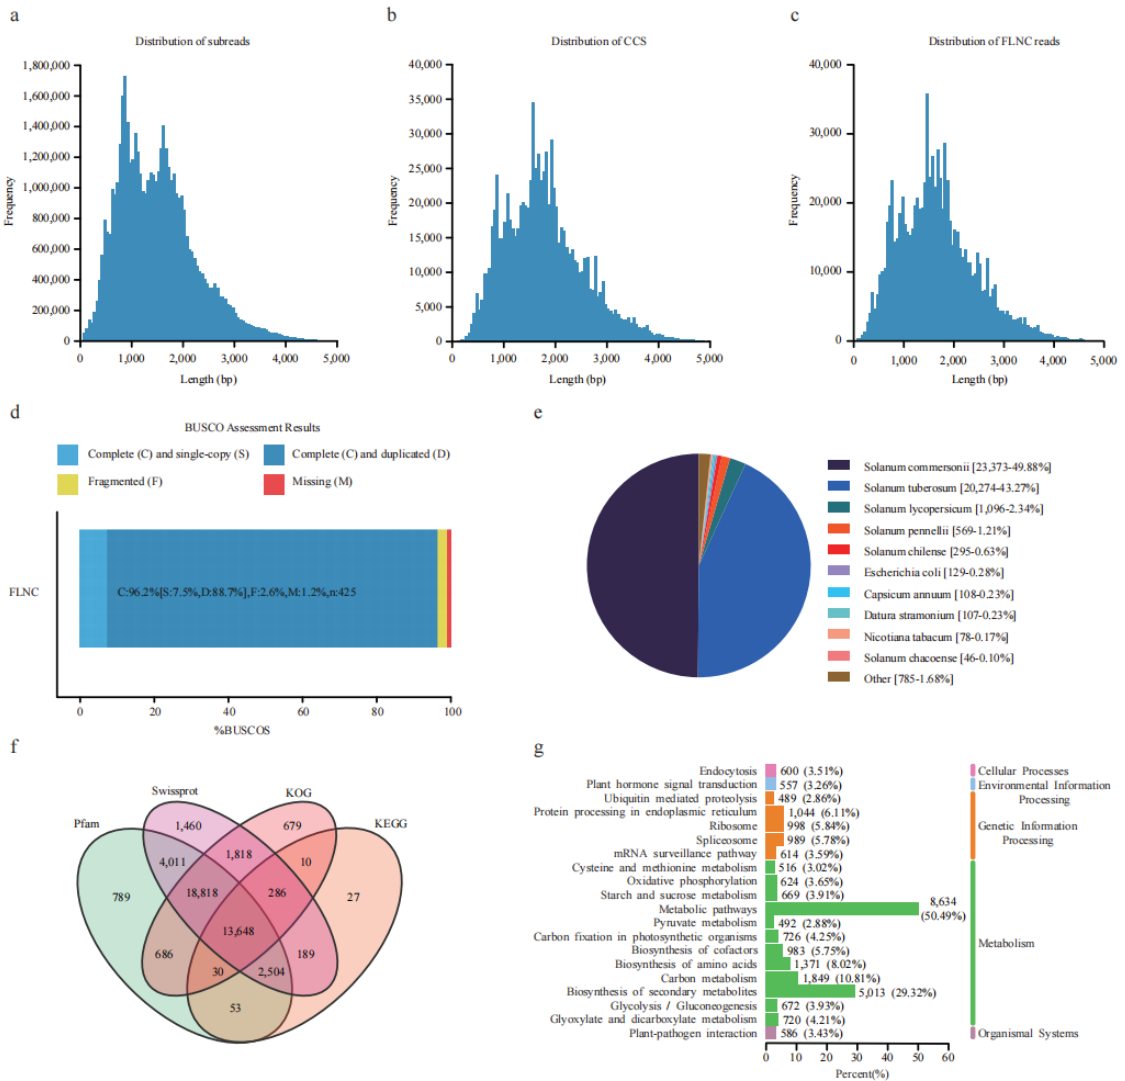 a
b
c
Distribution of subreads
Distribution of CCS
Distribution of FLNC reads
Frequency
1,800,000
1,600,000
1,400,000
1,200,000
1,000,000
800,000
600,000
400,000
200,000
0
0 1,000 2,000 3,000 4,000 5,000
Length (bp)
Frequency
40,000
35,000
30,000
25,000
20,000
15,000
10,000
5,000
0
0 1,000 2,000 3,000 4,000 5,000
Length (bp)
Frequency
40,000
30,000
20,000
10,000
0
0 1,000 2,000 3,000 4,000 5,000
Length (bp)
d
BUSCO Assessment Results
Complete (C) and single-copy (S)
Complete (C) and duplicated (D)
Fragmented (F)
Missing (M)
FLNC
C:96.2%[S:7.5%,D:88.7%],F:2.6%,M:1.2%,n:425
0 20 40 60 80 100
%BUSCOS
e
Solanum commersonii [23,373-49.88%]
Solanum tuberosum [20,274-43.27%]
Solanum lycopersicum [1,096-2.34%]
Solanum pennellii [569-1.21%]
Solanum chilense [295-0.63%]
Escherichia coli [129-0.28%]
Capsicum annuum [108-0.23%]
Datura stramonium [107-0.23%]
Nicotiana tabacum [78-0.17%]
Solanum chacoense [46-0.10%]
Other [785-1.68%]
f
Swissprot
KOG
Pfam
KEGG
1,460
679
4,011
1,818
10
789
18,818
286
27
13,648
686
189
30
2,504
53
g
Endocytosis 600 (3.51%)
Plant hormone signal transduction 557 (3.26%)
Ubiquitin mediated proteolysis 489 (2.86%)
Protein processing in endoplasmic reticulum 1,044 (6.11%)
Ribosome 998 (5.84%)
Spliceosome 989 (5.78%)
mRNA surveillance pathway 614 (3.59%)
Cysteine and methionine metabolism 516 (3.02%)
Oxidative phosphorylation 624 (3.65%)
Starch and sucrose metabolism 669 (3.91%)
Metabolic pathways 8,634
(50.49%)
Pyruvate metabolism 492 (2.88%)
Carbon fixation in photosynthetic organisms 726 (4.25%)
Biosynthesis of cofactors 983 (5.75%)
Biosynthesis of amino acids 1,371 (8.02%)
Carbon metabolism 1,849 (10.81%)
Biosynthesis of secondary metabolites 5,013 (29.32%)
Glycolysis / Gluconeogenesis 672 (3.93%)
Glyoxylate and dicarboxylate metabolism 720 (4.21%)
Plant-pathogen interaction 586 (3.43%)
0 10 20 30 40 50 60
Percent(%)
Cellular Processes
Environmental Information
Processing
Genetic Information
Processing
Metabolism
Organismal Systems